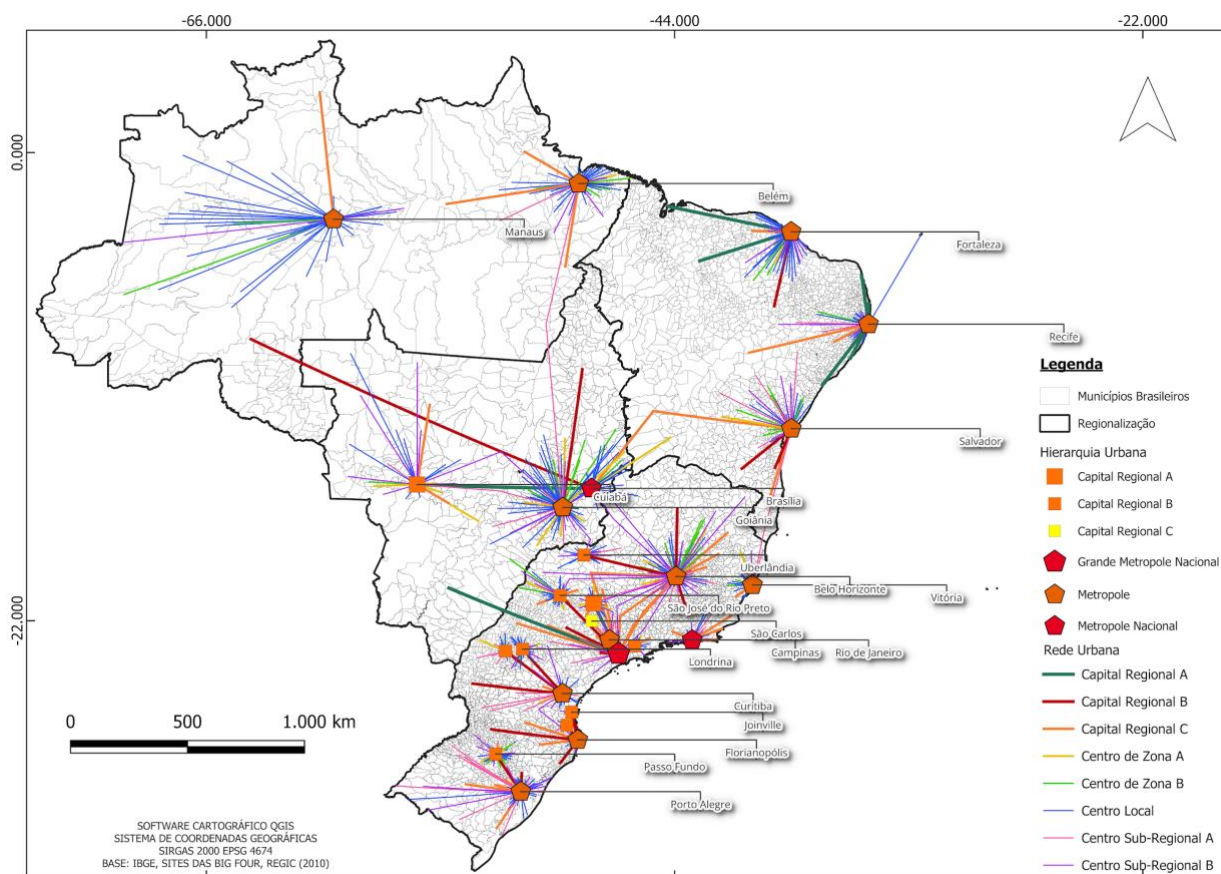 -66.000
-44.000
-22.000
0.000
Belém
Manaus
Fortaleza
Recife
Salvador
Cuiabá
Brasília
Goiânia
Uberlândia
Belo Horizonte
Vitória
São José do Rio Preto
-22.000
São Carlos
Londrina
Campinas
Rio de Janeiro
Curitiba
Joinville
Florianópolis
Passo Fundo
Porto Alegre
Legenda
Municípios Brasileiros
Regionalização
Hierarquia Urbana
Capital Regional A
Capital Regional B
Capital Regional C
Grande Metropole Nacional
Metropole
Metropole Nacional
Rede Urbana
Capital Regional A
Capital Regional B
Capital Regional C
Centro de Zona A
Centro de Zona B
Centro Local
Centro Sub-Regional A
Centro Sub-Regional B
0 500 1.000 km
SOFTWARE CARTOGRÁFICO QGIS
SISTEMA DE COORDENADAS GEOGRÁFICAS
SIRGAS 2000 EPSG 4674
BASE: IBGE, SITES DAS BIG FOUR, REGIC (2010)